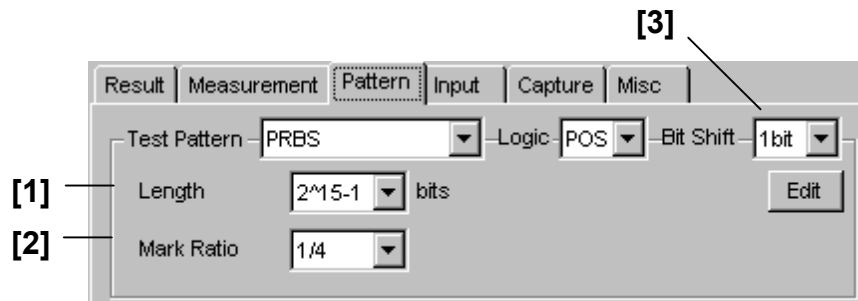 [3]
Result Measurement Pattern Input Capture Misc
Test Pattern PRBS Logic POS Bit Shift 1bit
[1] Length 2^15-1 bits Edit
[2] Mark Ratio 1/4